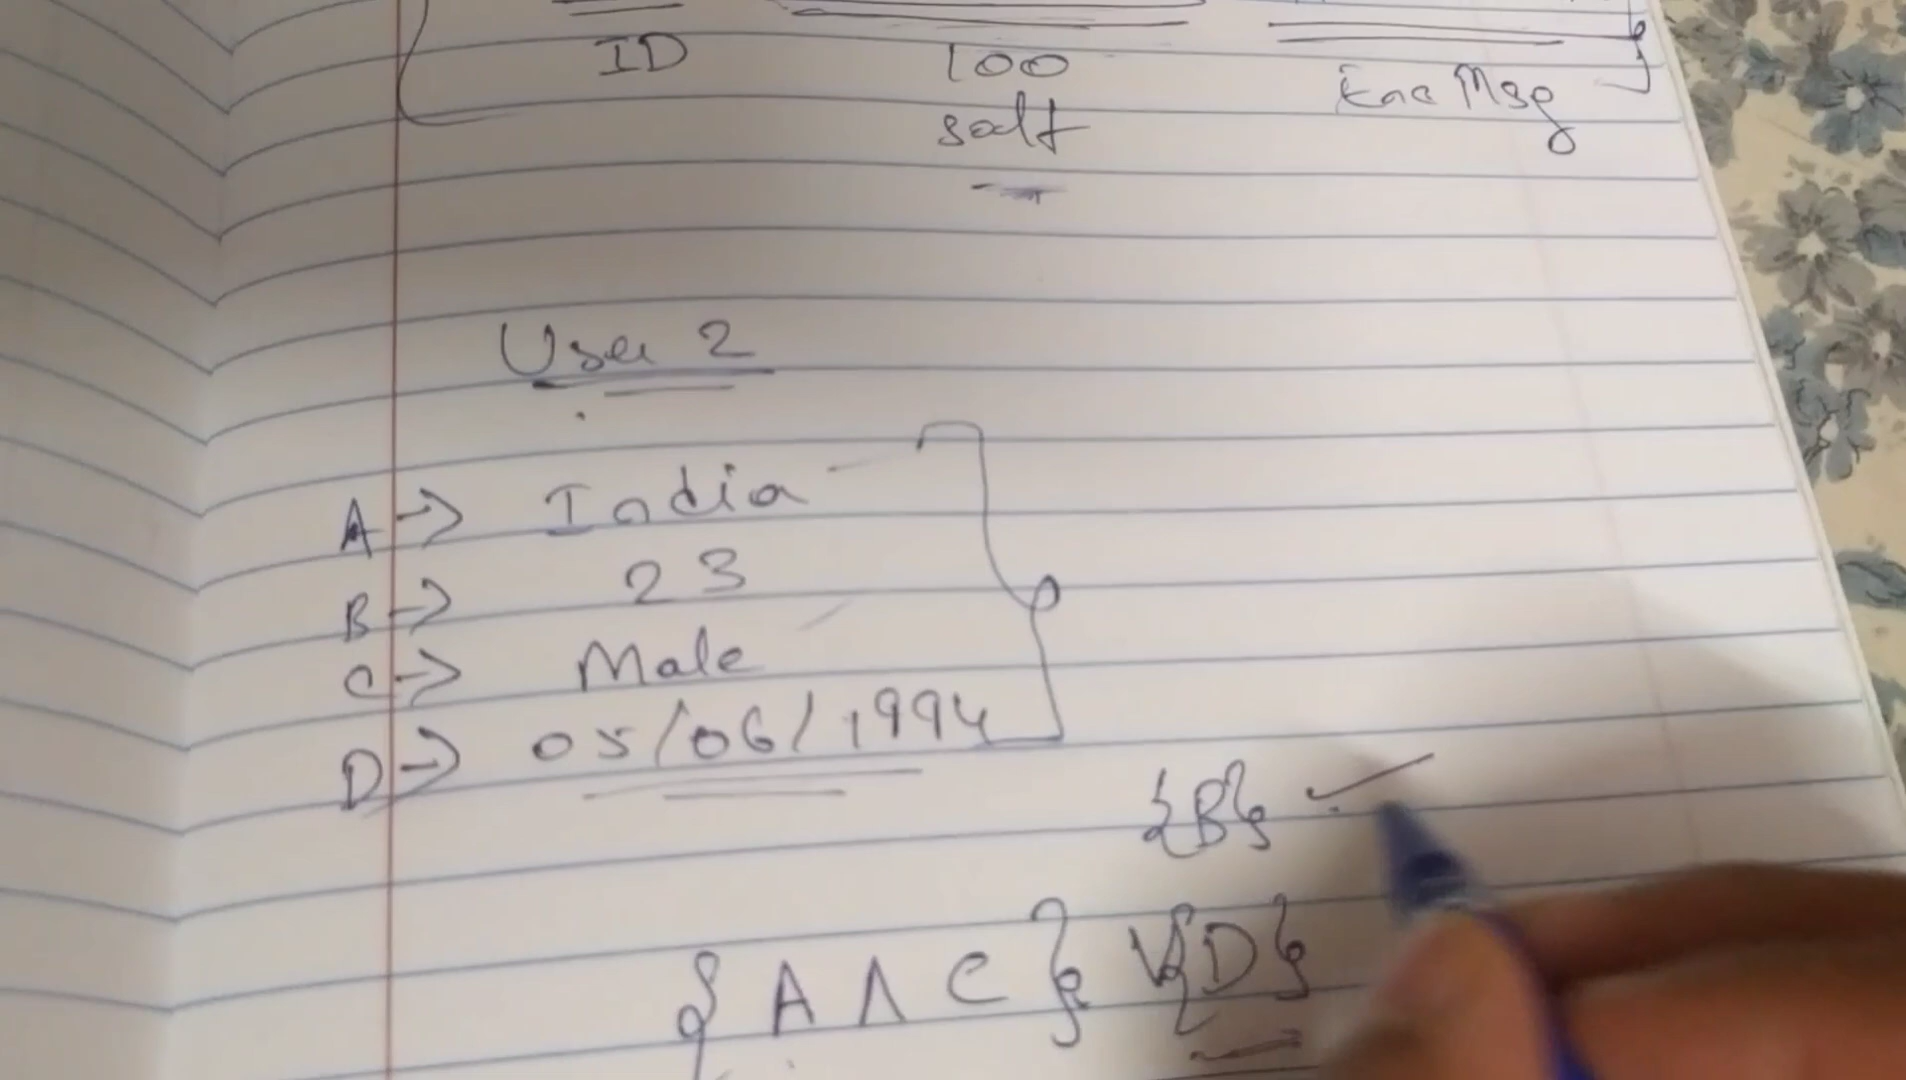 ID 100 Enc Msg
salt
User 2
A → India
B → 23
C → Male
D → 05/06/1994
{B} ✓
{A ∧ C} V {D}